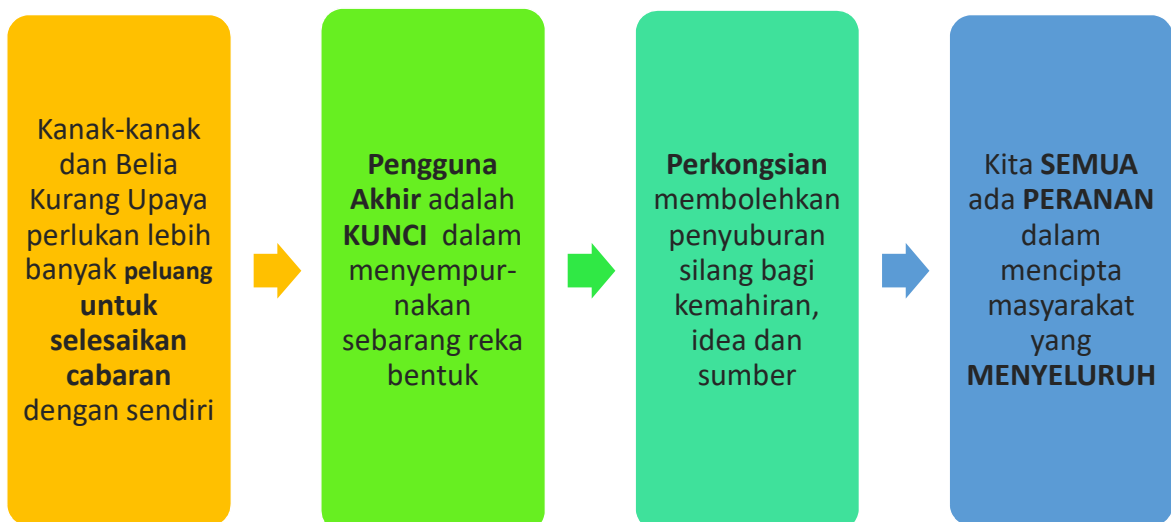 Kanak-kanak
dan Belia
Kurang Upaya
perlukan lebih
banyak peluang
untuk
selesaikan
cabaran
dengan sendiri
Pengguna
Akhir adalah
KUNCI dalam
menyempur-
nakan
sebarang reka
bentuk
Perkongsian
membolehkan
penyuburan
silang bagi
kemahiran,
idea dan
sumber
Kita SEMUA
ada PERANAN
dalam
mencipta
masyarakat
yang
MENYELURUH